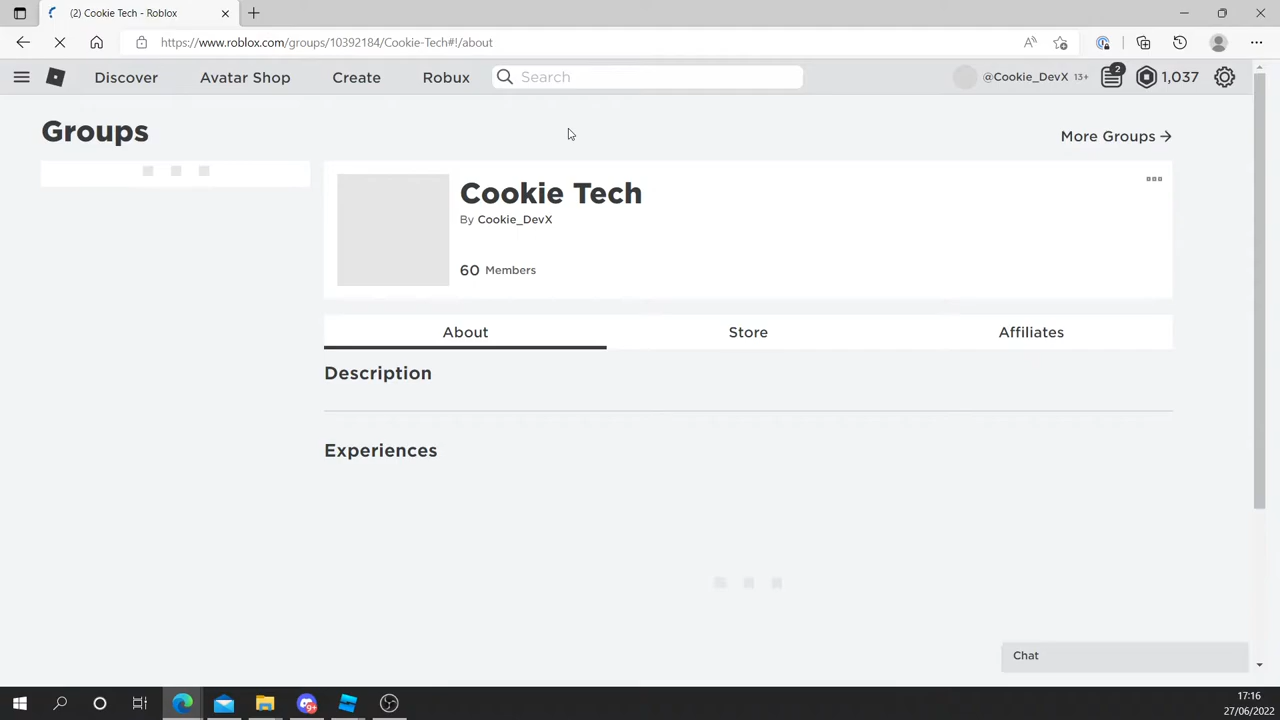 (2) Cookie Tech - Roblox
https://www.roblox.com/groups/10392184/Cookie-Tech#!/about
Discover
Avatar Shop
Create
Robux
Search
@Cookie_DevX 13+
2
1,037
Groups
More Groups
Cookie Tech
By Cookie_DevX
60 Members
About
Store
Affiliates
Description
Experiences
Chat
9+
17:16
27/06/2022